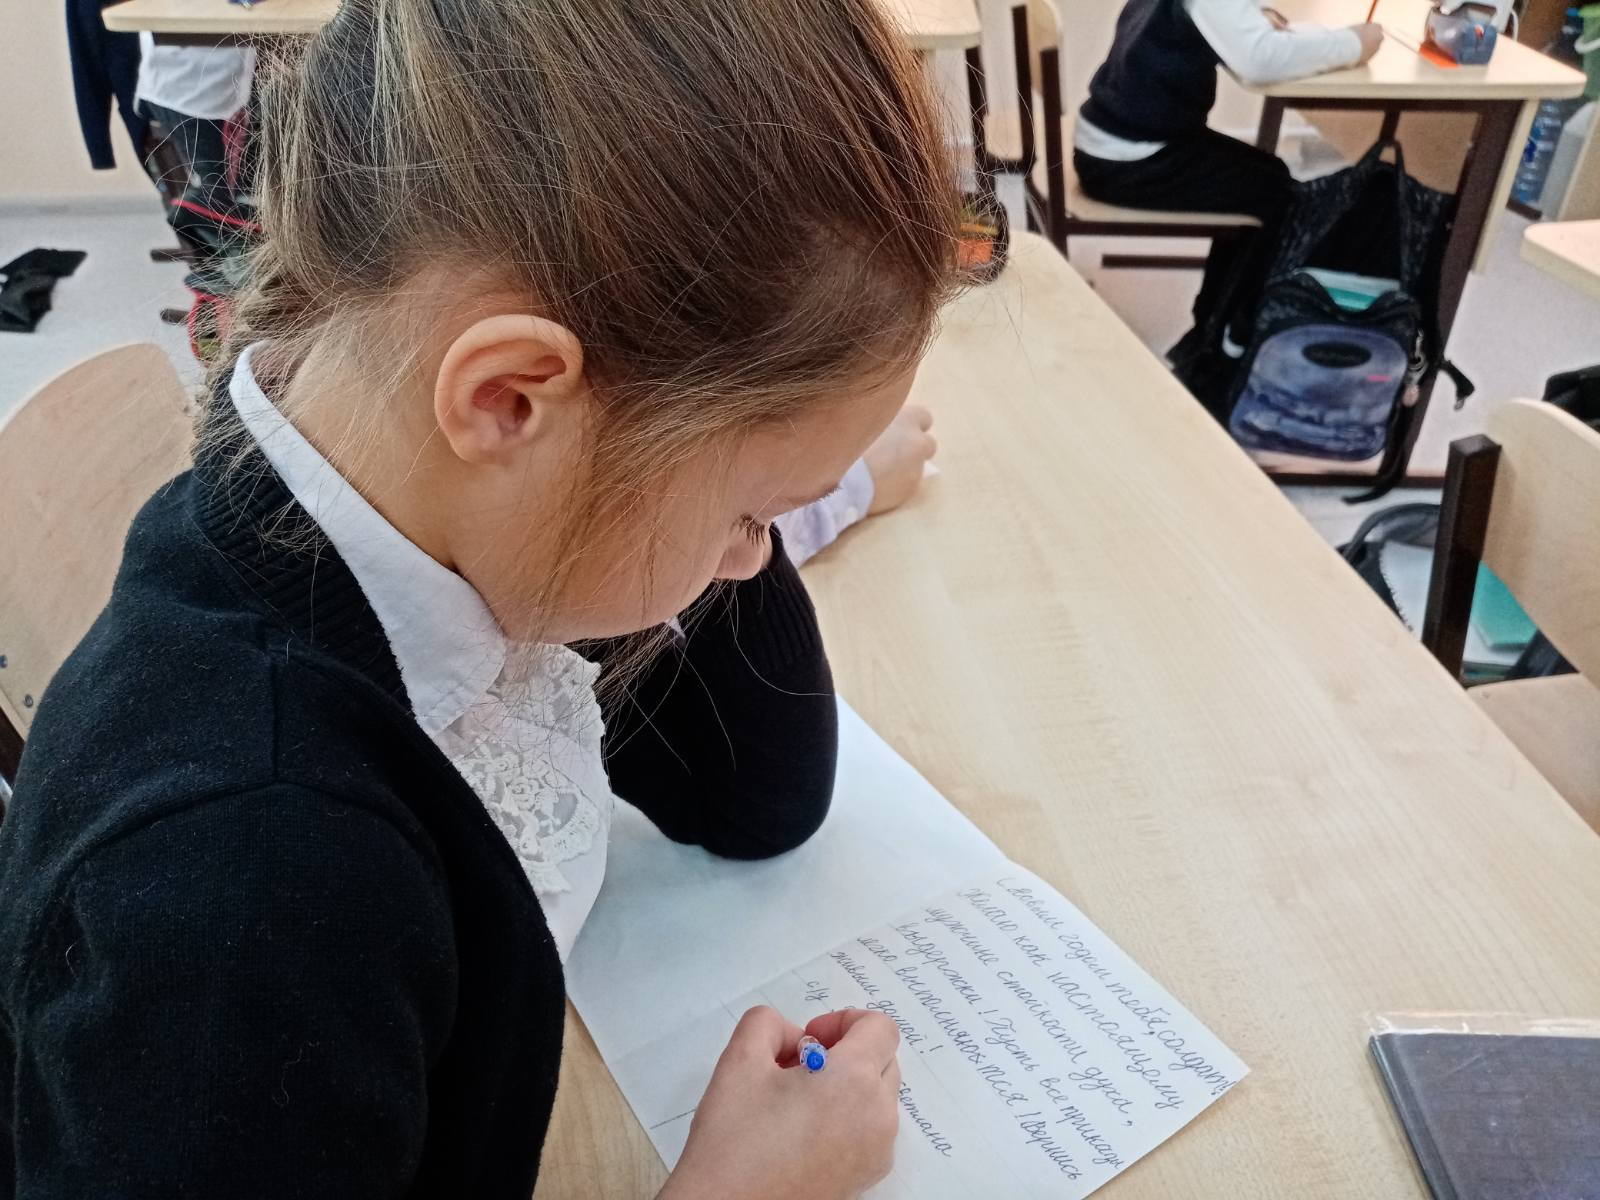 С Новым годом тебя, солдат!
Желаю как настоящему
мужчине стойкости духа,
выдержки! Пусть все приказы
легко выполняются! Вернись
живым домой!
с/у
Светлана